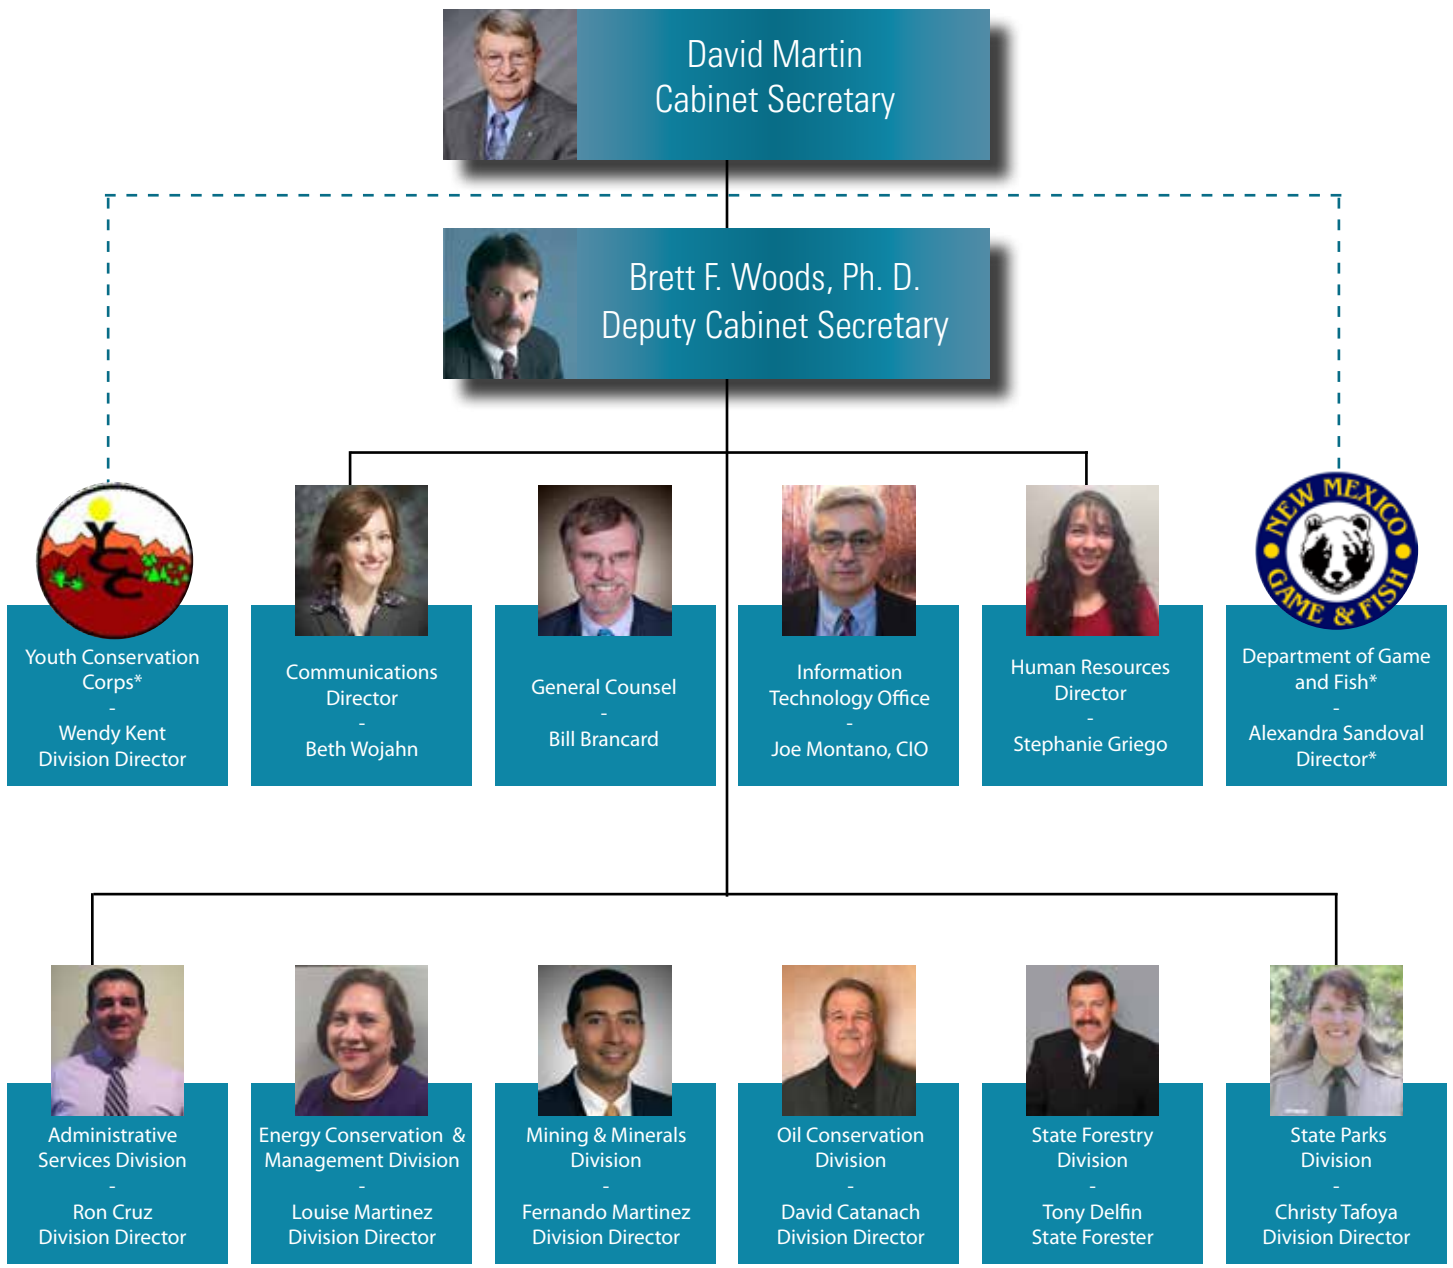 David Martin
Cabinet Secretary
Brett F. Woods, Ph. D.
Deputy Cabinet Secretary
YCC
NEW MEXICO
GAME & FISH
Youth Conservation
Corps*
-
Wendy Kent
Division Director
Communications
Director
-
Beth Wojahn
General Counsel
-
Bill Brancard
Information
Technology Office
-
Joe Montano, CIO
Human Resources
Director
-
Stephanie Griego
Department of Game
and Fish*
-
Alexandra Sandoval
Director*
Administrative
Services Division
-
Ron Cruz
Division Director
Energy Conservation &
Management Division
-
Louise Martinez
Division Director
Mining & Minerals
Division
-
Fernando Martinez
Division Director
Oil Conservation
Division
-
David Catanach
Division Director
State Forestry
Division
-
Tony Delfin
State Forester
State Parks
Division
-
Christy Tafoya
Division Director